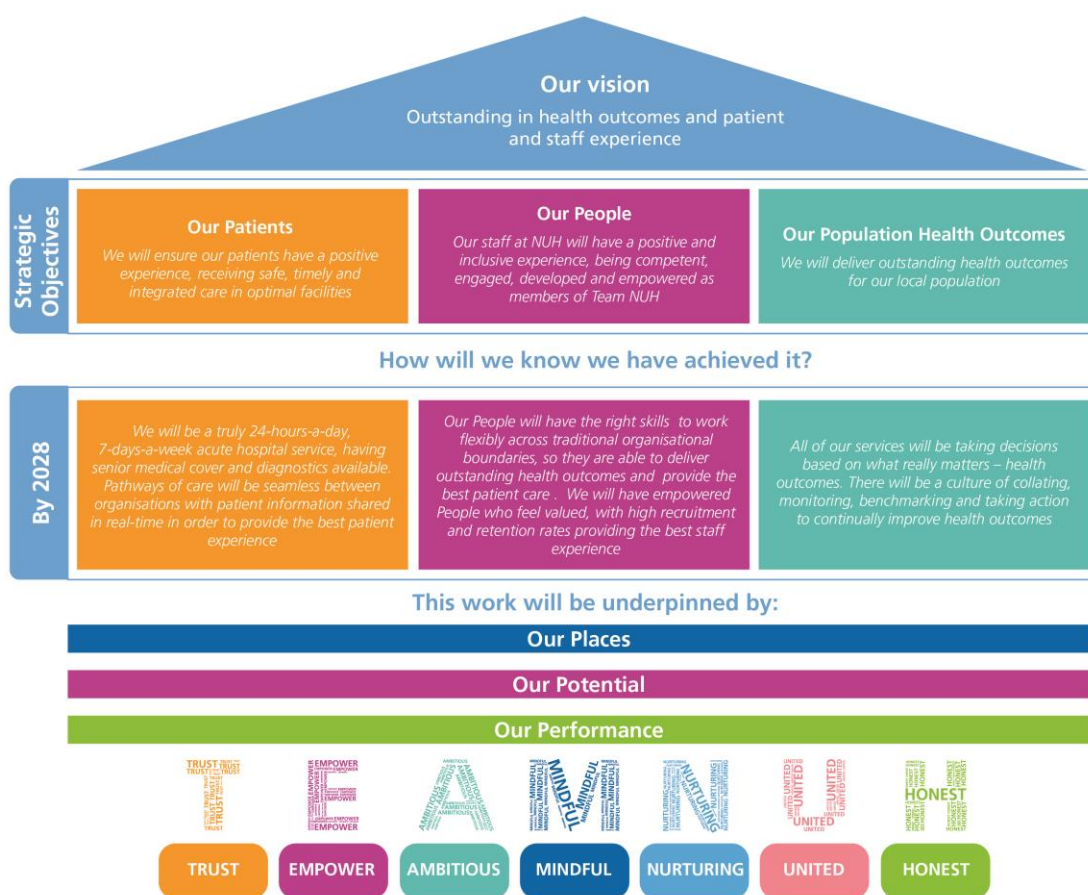 Our vision
Outstanding in health outcomes and patient
and staff experience
Strategic
Objectives
Our Patients
We will ensure our patients have a positive
experience, receiving safe, timely and
integrated care in optimal facilities
Our People
Our staff at NUH will have a positive and
inclusive experience, being competent,
engaged, developed and empowered as
members of Team NUH
Our Population Health Outcomes
We will deliver outstanding health outcomes
for our local population
How will we know we have achieved it?
By 2028
We will be a truly 24-hours-a-day,
7-days-a-week acute hospital service, having
senior medical cover and diagnostics available.
Pathways of care will be seamless between
organisations with patient information shared
in real-time in order to provide the best patient
experience
Our People will have the right skills to work
flexibly across traditional organisational
boundaries, so they are able to deliver
outstanding health outcomes and provide the
best patient care . We will have empowered
People who feel valued, with high recruitment
and retention rates providing the best staff
experience
All of our services will be taking decisions
based on what really matters – health
outcomes. There will be a culture of collating,
monitoring, benchmarking and taking action
to continually improve health outcomes
This work will be underpinned by:
Our Places
Our Potential
Our Performance
T E A M N U H
TRUST EMPOWER AMBITIOUS MINDFUL NURTURING UNITED HONEST